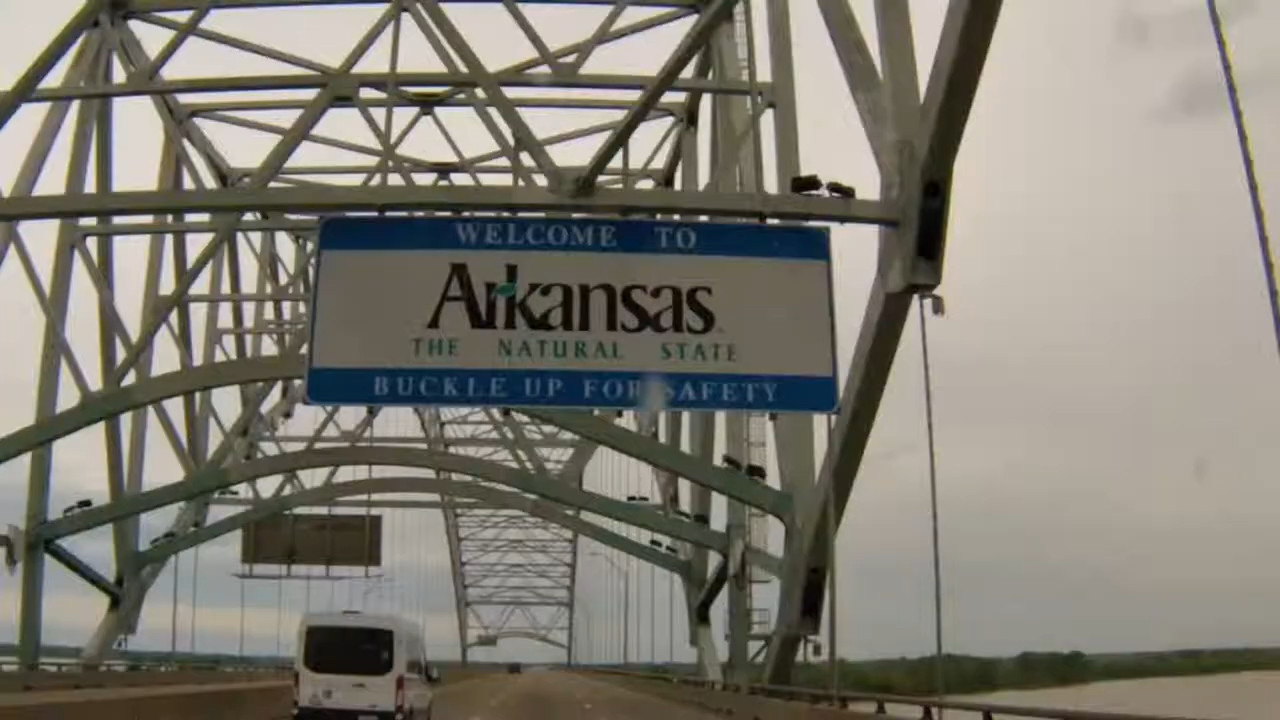 WELCOME TO
Arkansas
THE NATURAL STATE
BUCKLE UP FOR SAFETY